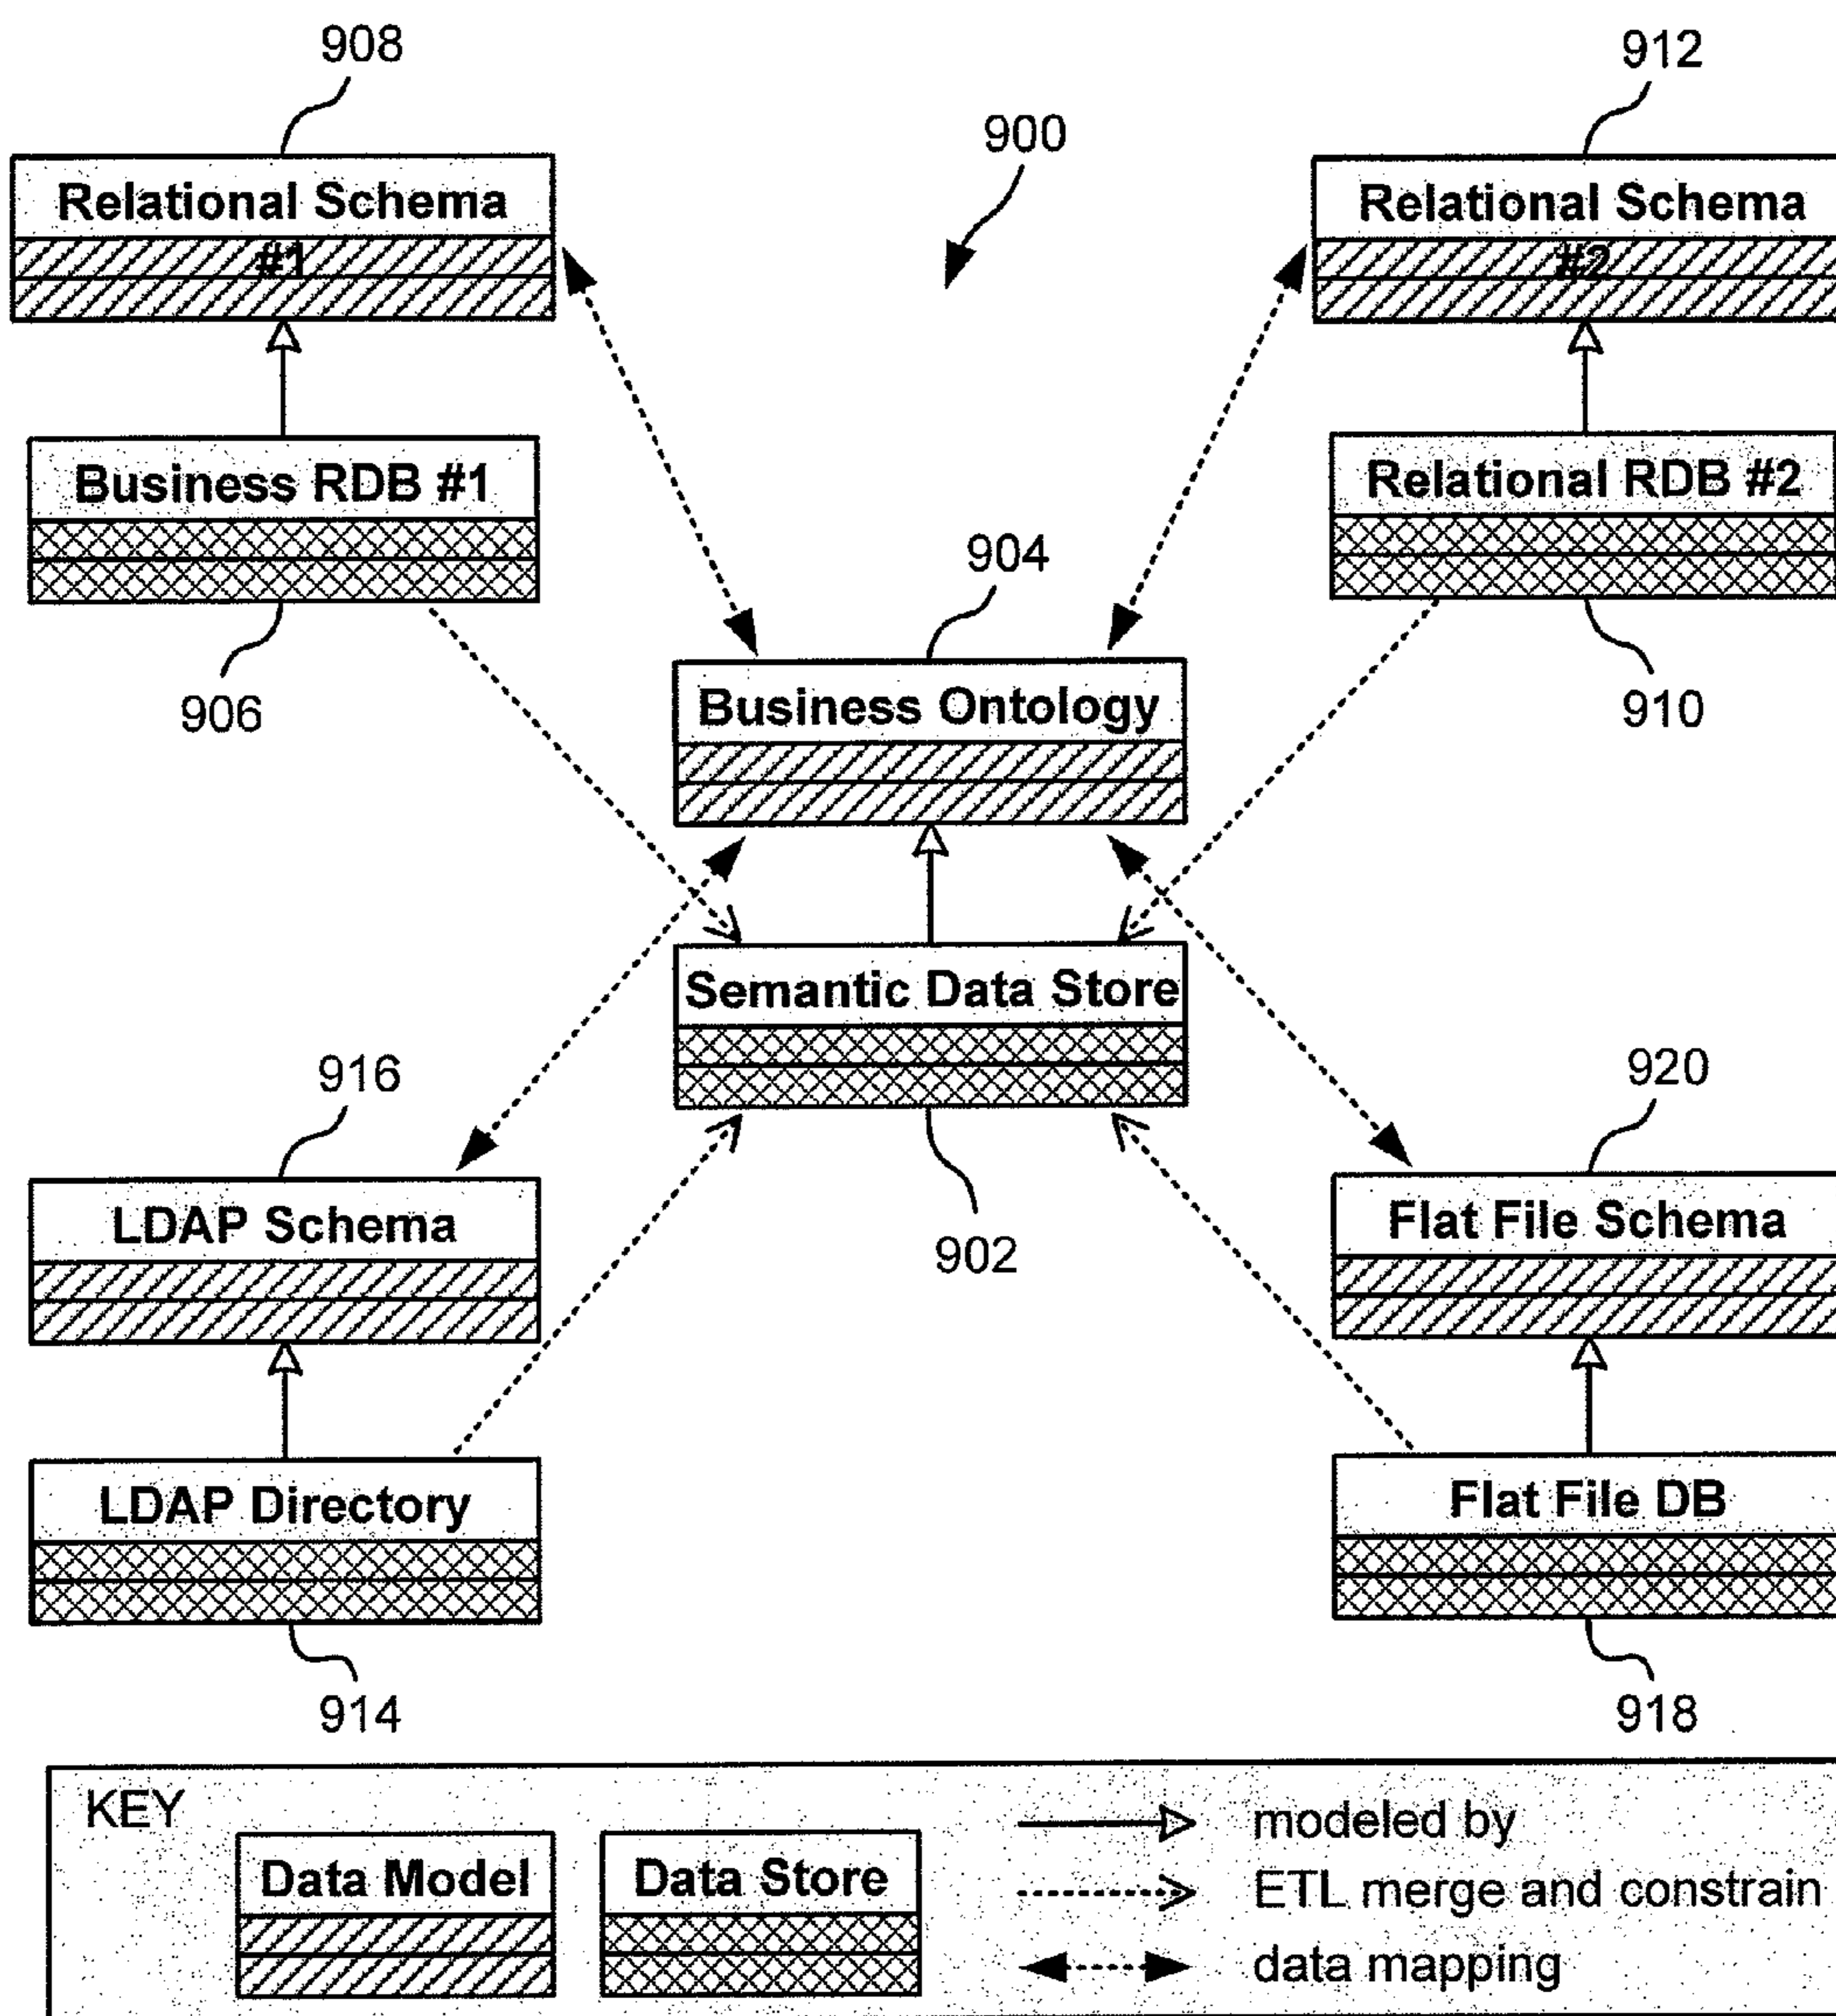 908
912
900
Relational Schema
#1
Relational Schema
#2
Business RDB #1
Relational RDB #2
904
906
910
Business Ontology
Semantic Data Store
916
920
LDAP Schema
Flat File Schema
902
LDAP Directory
Flat File DB
914
918
KEY
Data Model
Data Store
modeled by
ETL merge and constrain
data mapping